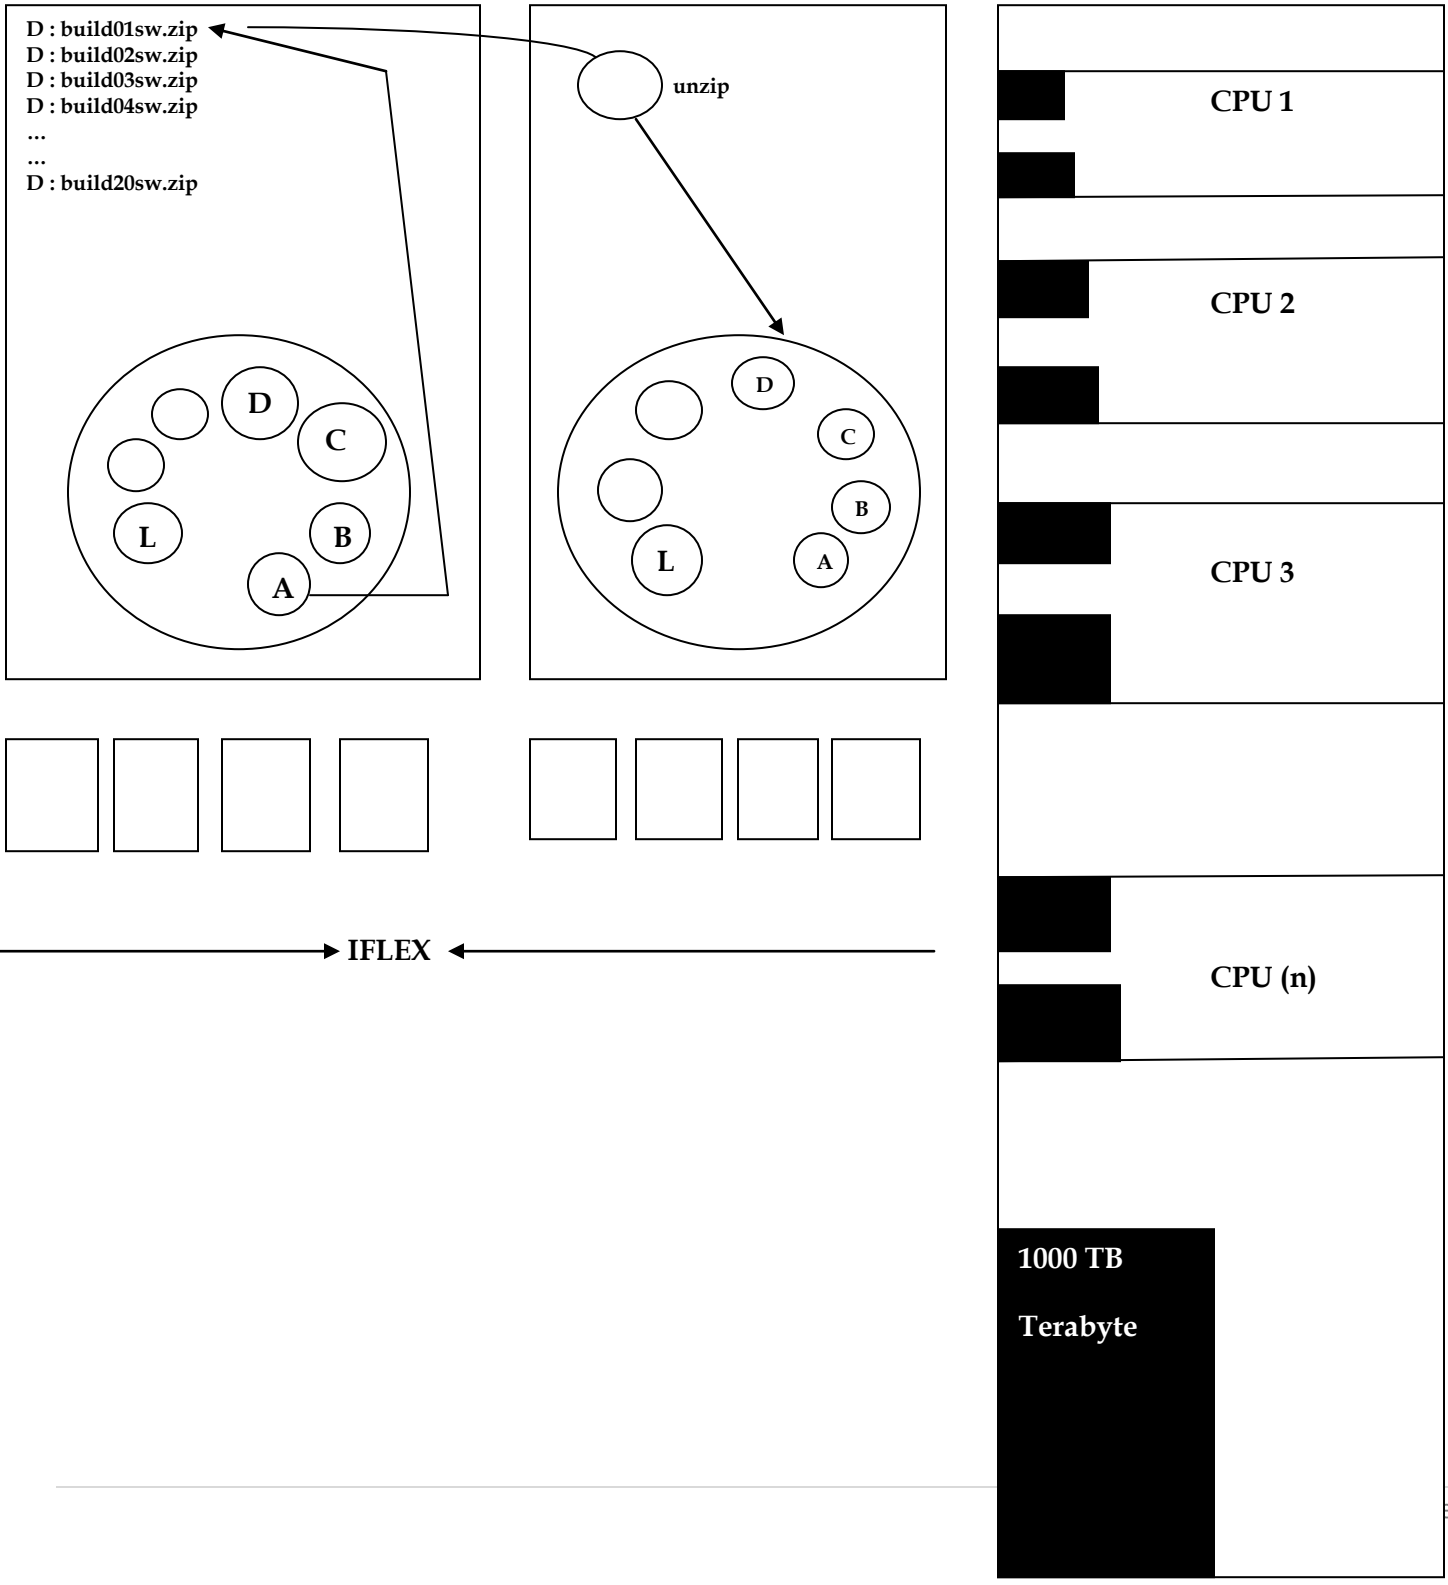 D : build01sw.zip
D : build02sw.zip
D : build03sw.zip
D : build04sw.zip
...
...
D : build20sw.zip
D
C
L
B
A
unzip
D
C
B
L
A
IFLEX
CPU 1
CPU 2
CPU 3
CPU (n)
1000 TB
Terabyte